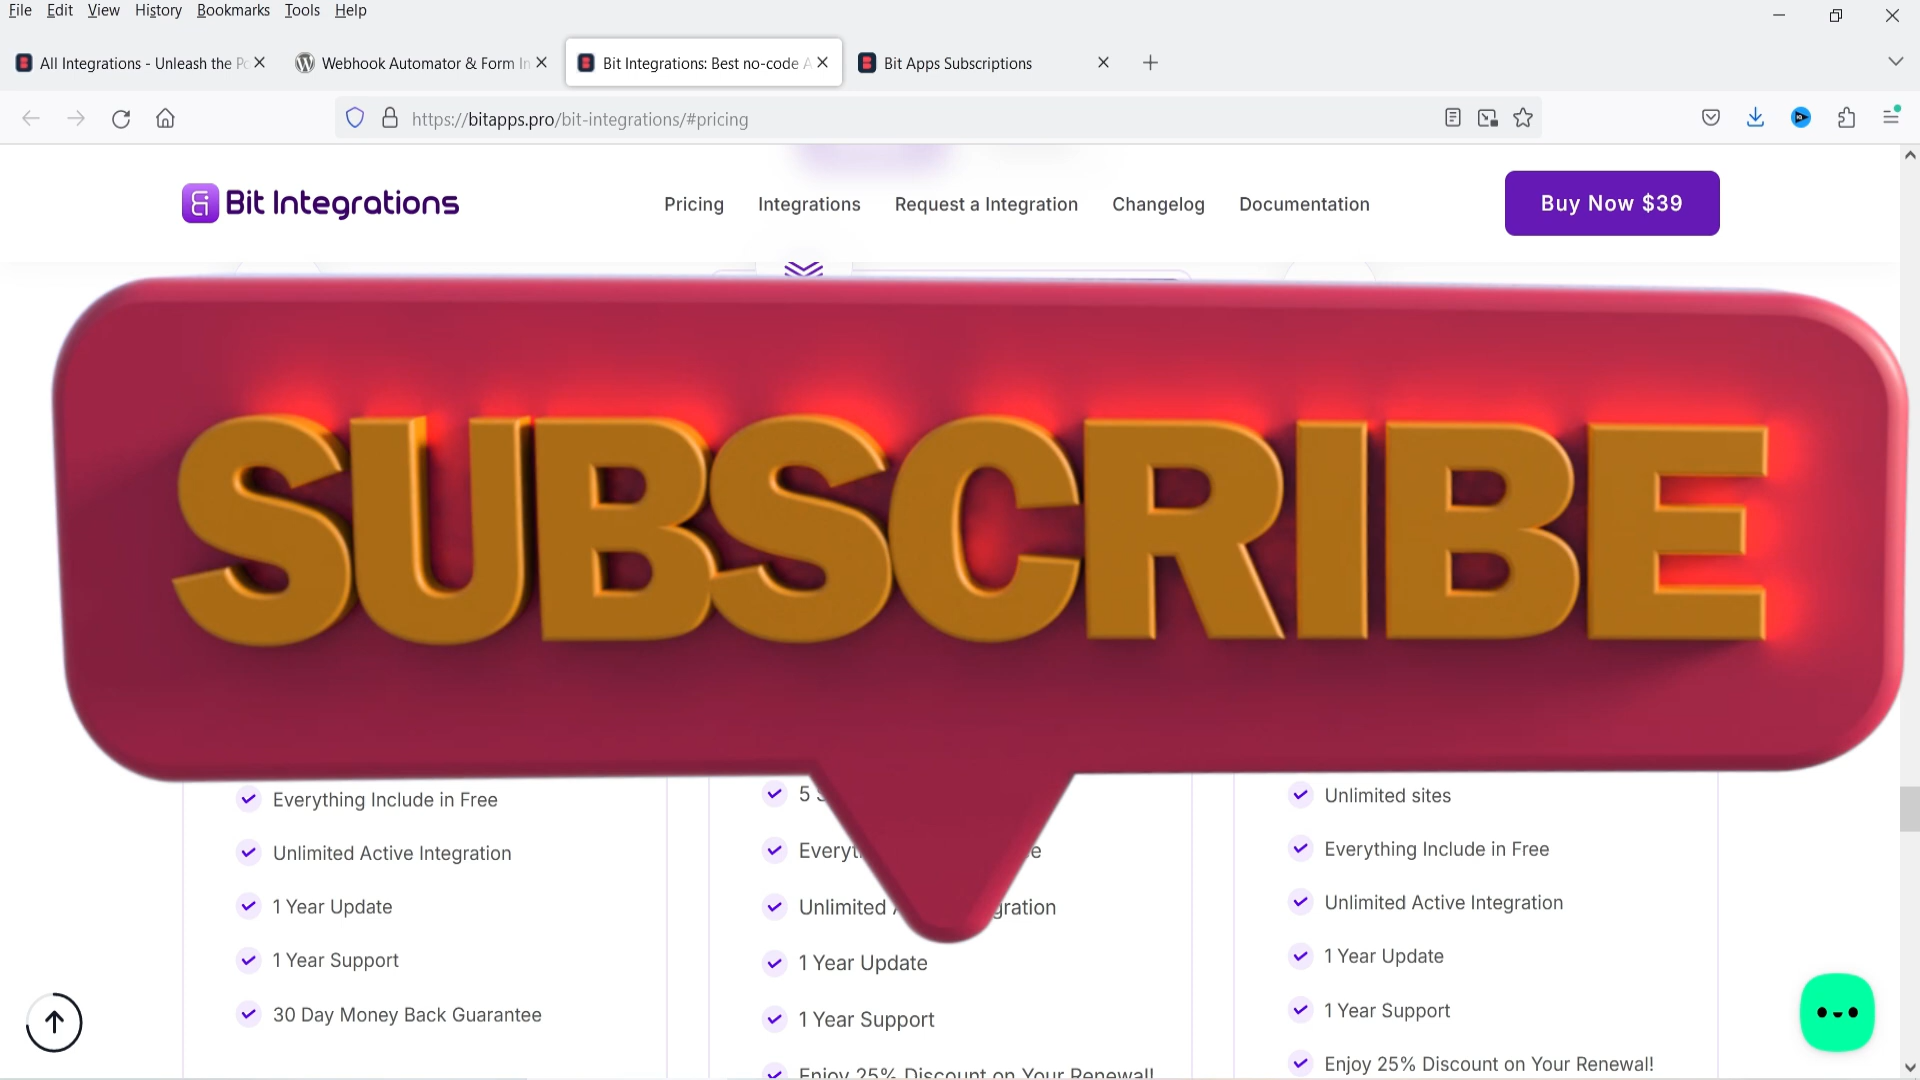 File Edit View History Bookmarks Tools Help
All Integrations - Unleash the Po
Webhook Automator & Form In
Bit Integrations: Best no-code A
Bit Apps Subscriptions
https://bitapps.pro/bit-integrations/#pricing
Bit Integrations
Pricing Integrations Request a Integration Changelog Documentation
Buy Now $39
SUBSCRIBE
Everything Include in Free
Unlimited Active Integration
1 Year Update
1 Year Support
30 Day Money Back Guarantee
5
Unlimited
1 Year Update
1 Year Support
Enjoy 25% Discount on Your Renewal!
Unlimited sites
Everything Include in Free
Unlimited Active Integration
1 Year Update
1 Year Support
Enjoy 25% Discount on Your Renewal!